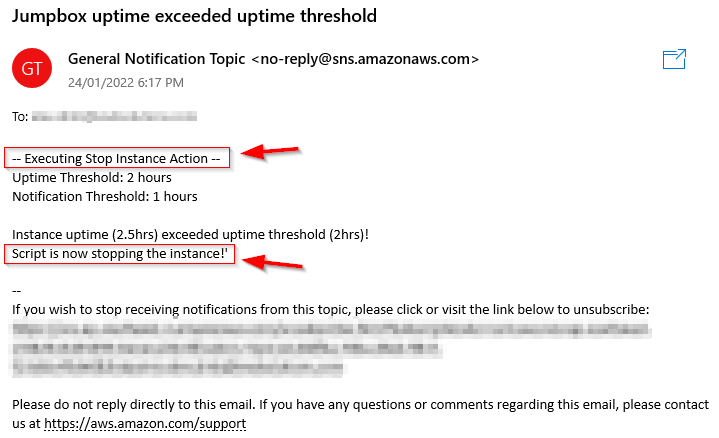 Jumpbox uptime exceeded uptime threshold
GT
General Notification Topic <no-reply@sns.amazonaws.com>
24/01/2022 6:17 PM
To:
-- Executing Stop Instance Action --
Uptime Threshold: 2 hours
Notification Threshold: 1 hours
Instance uptime (2.5hrs) exceeded uptime threshold (2hrs)!
Script is now stopping the instance!'
--
If you wish to stop receiving notifications from this topic, please click or visit the link below to unsubscribe:
Please do not reply directly to this email. If you have any questions or comments regarding this email, please contact
us at https://aws.amazon.com/support